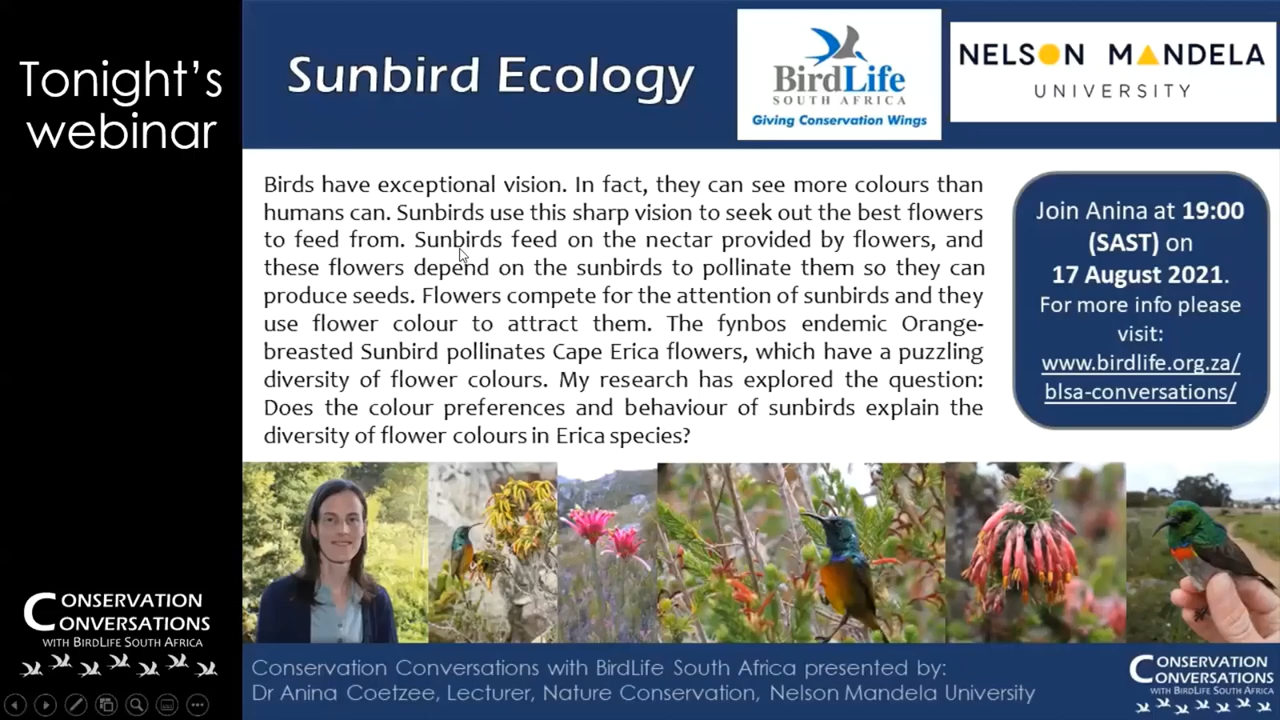 Tonight's
webinar
Sunbird Ecology
BirdLife
SOUTH AFRICA
Giving Conservation Wings
NELSON MANDELA
UNIVERSITY
Birds have exceptional vision. In fact, they can see more colours than
humans can. Sunbirds use this sharp vision to seek out the best flowers
to feed from. Sunbirds feed on the nectar provided by flowers, and
these flowers depend on the sunbirds to pollinate them so they can
produce seeds. Flowers compete for the attention of sunbirds and they
use flower colour to attract them. The fynbos endemic Orange-
breasted Sunbird pollinates Cape Erica flowers, which have a puzzling
diversity of flower colours. My research has explored the question:
Does the colour preferences and behaviour of sunbirds explain the
diversity of flower colours in Erica species?
Join Anina at 19:00
(SAST) on
17 August 2021.
For more info please
visit:
www.birdlife.org.za/
blsa-conversations/
CONSERVATION
CONVERSATIONS
WITH BIRDLIFE SOUTH AFRICA
Conservation Conversations with BirdLife South Africa presented by:
Dr Anina Coetzee, Lecturer, Nature Conservation, Nelson Mandela University
CONSERVATION
CONVERSATIONS
WITH BIRDLIFE SOUTH AFRICA